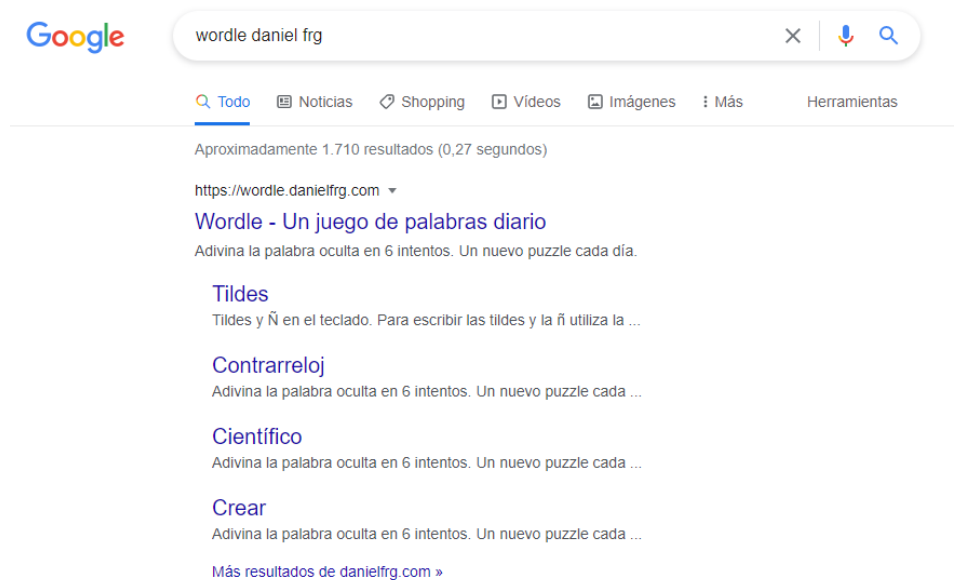 Google
wordle daniel frg
Todo Noticias Shopping Vídeos Imágenes Más Herramientas
Aproximadamente 1.710 resultados (0,27 segundos)
https://wordle.danielfrg.com
Wordle - Un juego de palabras diario
Adivina la palabra oculta en 6 intentos. Un nuevo puzzle cada día.
Tildes
Tildes y Ñ en el teclado. Para escribir las tildes y la ñ utiliza la ...
Contrarreloj
Adivina la palabra oculta en 6 intentos. Un nuevo puzzle cada ...
Científico
Adivina la palabra oculta en 6 intentos. Un nuevo puzzle cada ...
Crear
Adivina la palabra oculta en 6 intentos. Un nuevo puzzle cada ...
Más resultados de danielfrg.com »